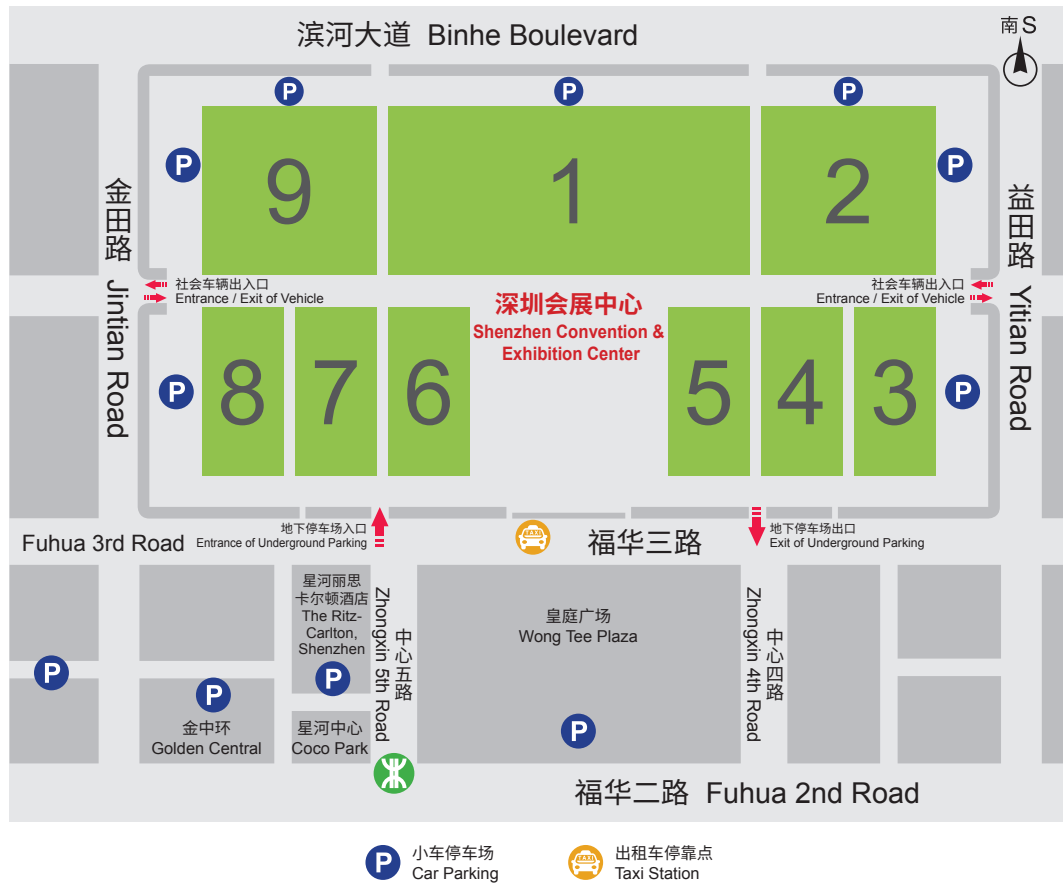 滨河大道 Binhe Boulevard
南S
P
P
P
9
1
2
P
P
金田路 Jintian Road
益田路 Yitian Road
社会车辆出入口
Entrance / Exit of Vehicle
社会车辆出入口
Entrance / Exit of Vehicle
深圳会展中心
Shenzhen Convention &
Exhibition Center
P
8
7
6
5
4
3
P
地下停车场入口
Entrance of Underground Parking
地下停车场出口
Exit of Underground Parking
Fuhua 3rd Road
TAXI
福华三路
星河丽思
卡尔顿酒店
The Ritz-
Carlton,
Shenzhen
P
中心五路
Zhongxin 5th Road
皇庭广场
Wong Tee Plaza
P
中心四路
Zhongxin 4th Road
P
P
金中环
Golden Central
星河中心
Coco Park
福华二路 Fuhua 2nd Road
P
小车停车场
Car Parking
TAXI
出租车停靠点
Taxi Station